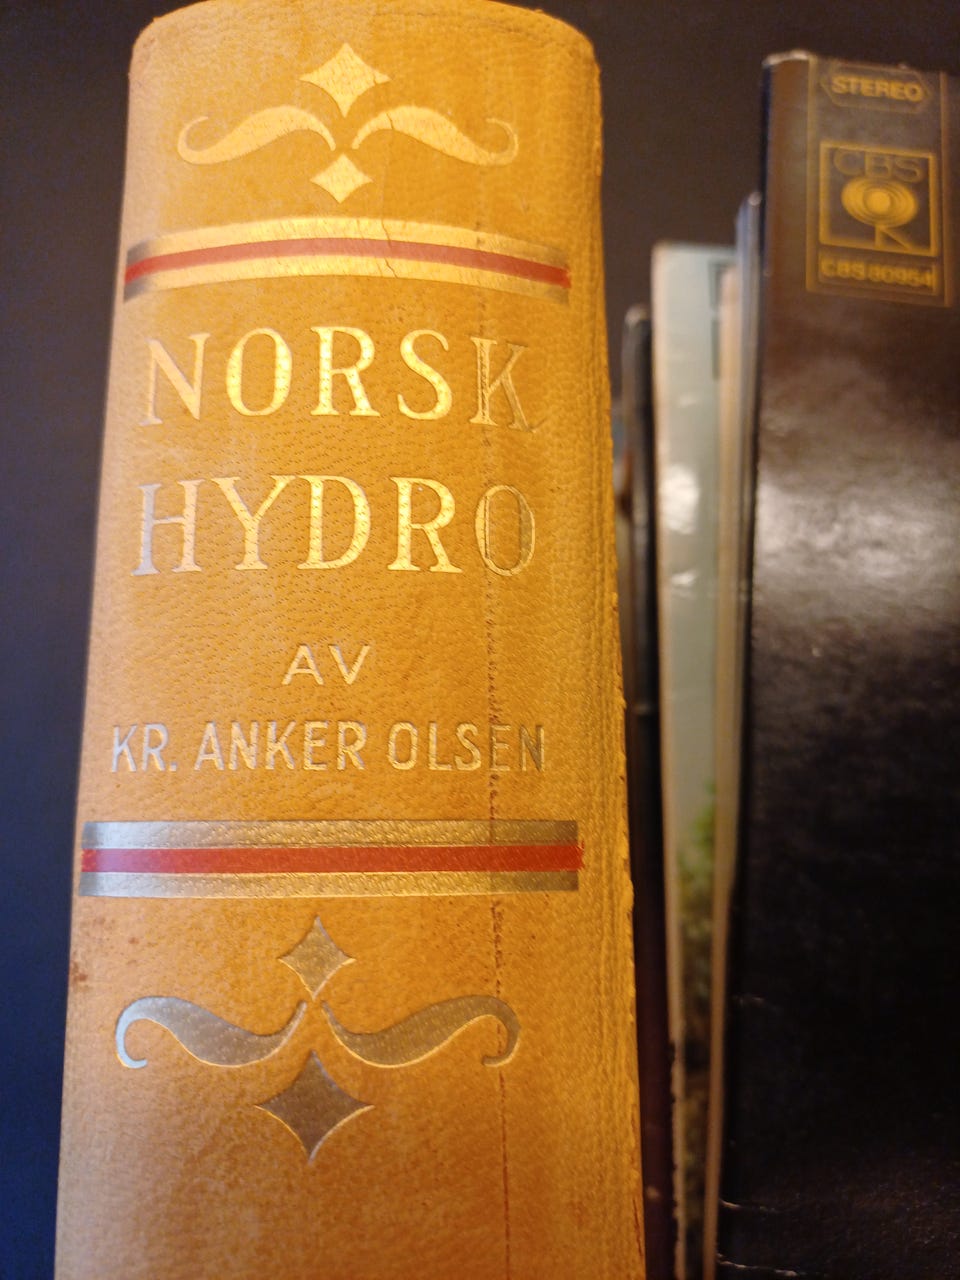 NORSK
HYDRO
AV
KR. ANKER OLSEN
STEREO
CBS
CBS 80954